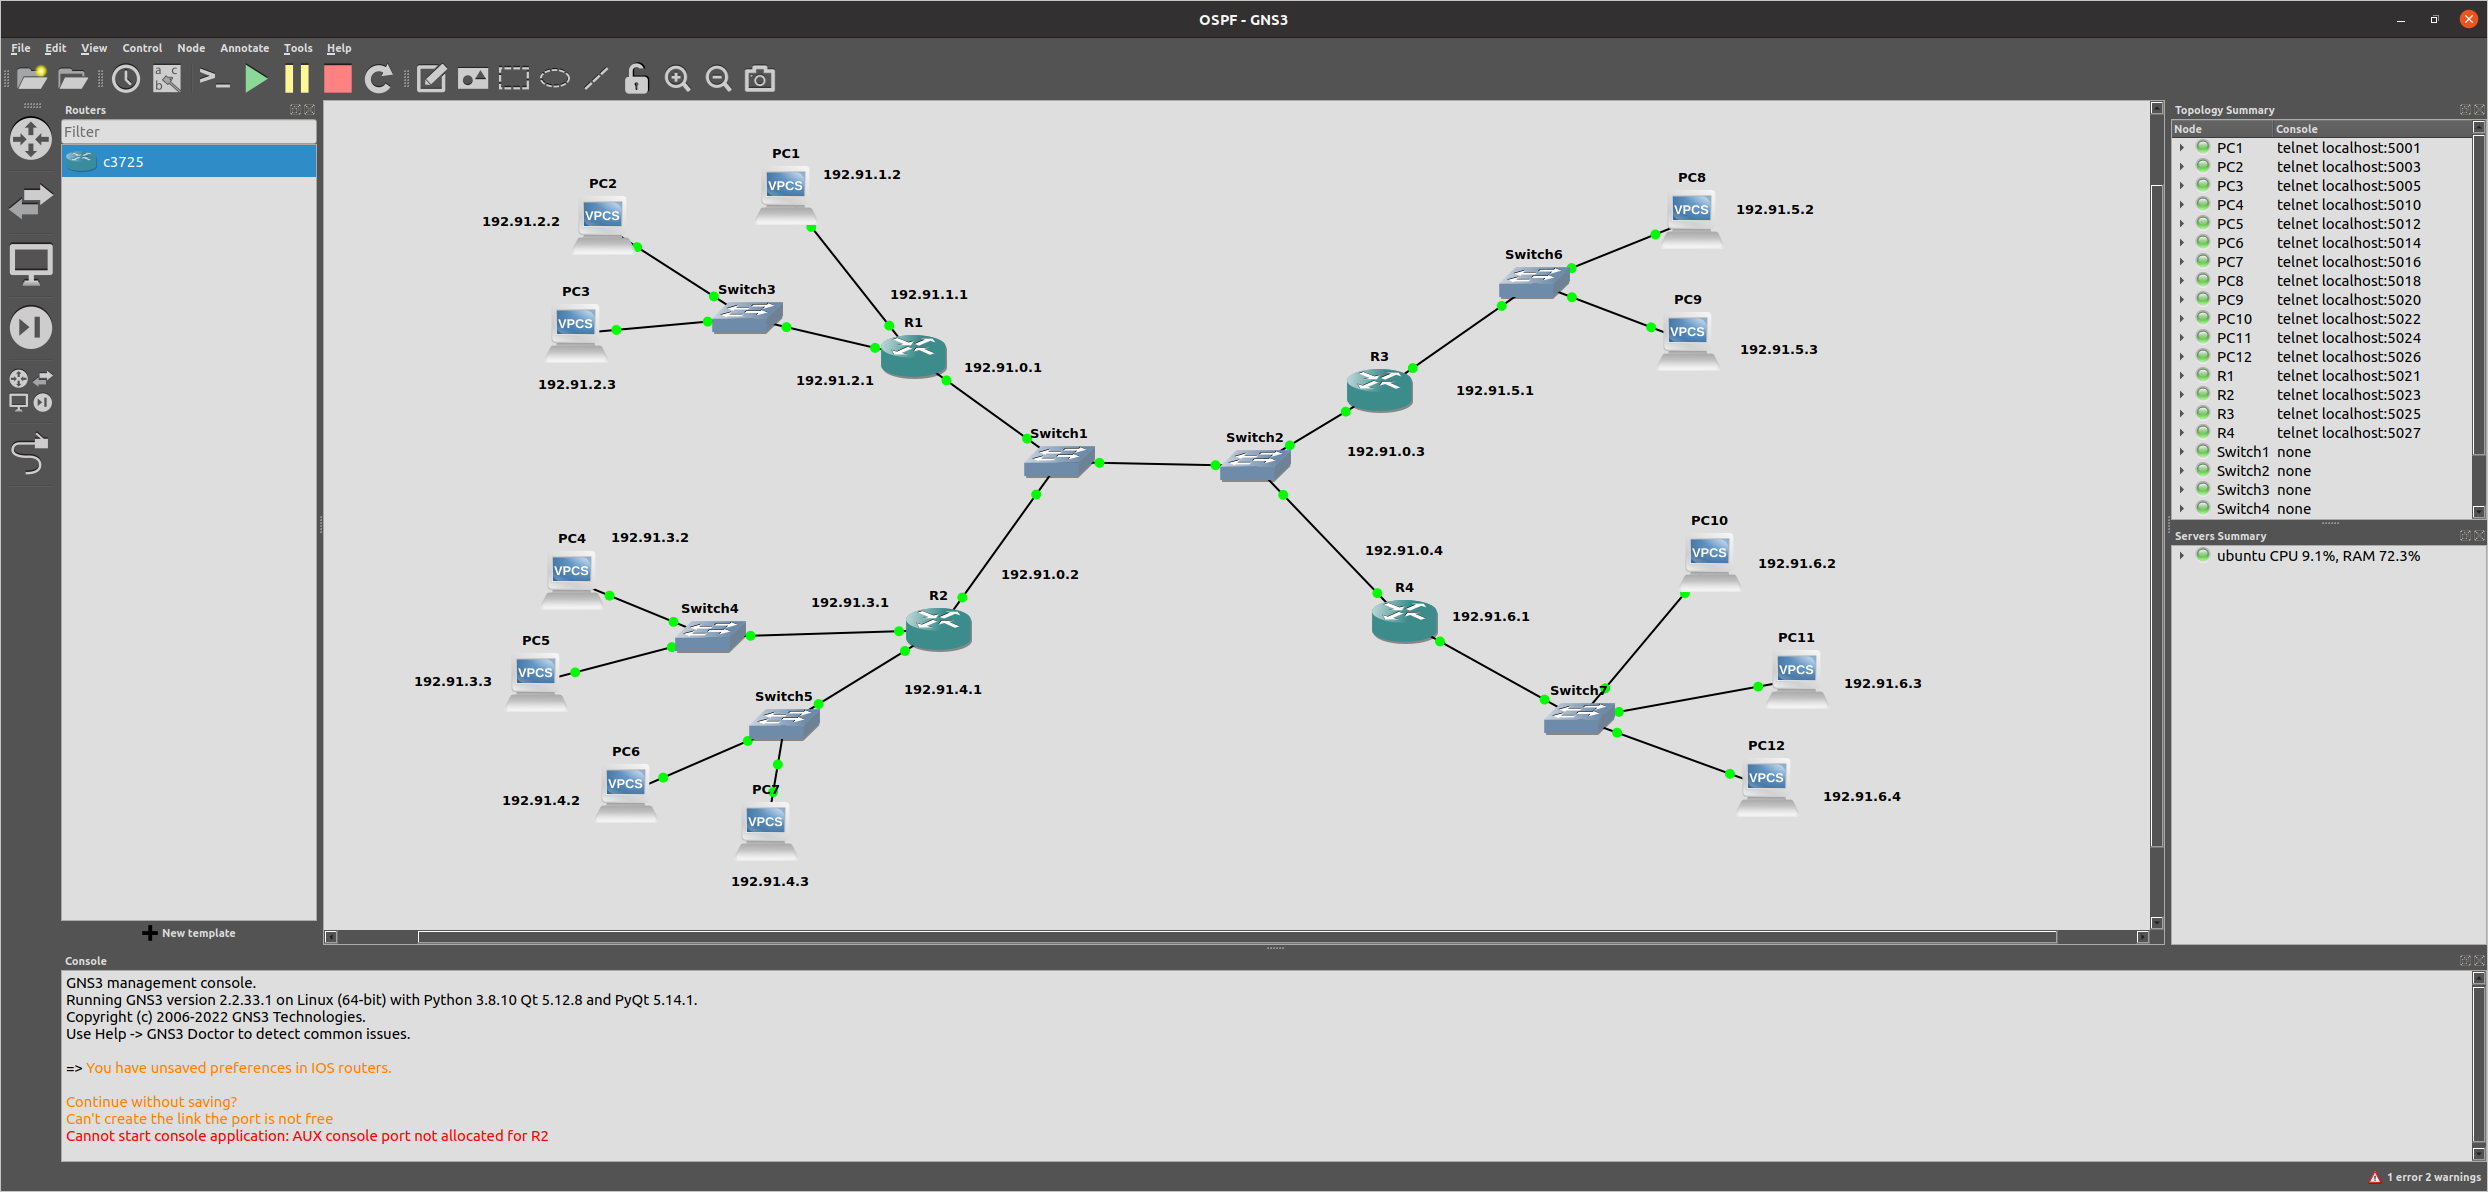 OSPF - GNS3
File Edit View Control Node Annotate Tools Help
Routers
Filter
c3725
New template
PC1
192.91.1.2
PC2
192.91.2.2
PC3
192.91.2.3
Switch3
192.91.1.1
R1
192.91.2.1
192.91.0.1
Switch1
Switch2
PC8
192.91.5.2
Switch6
PC9
192.91.5.3
R3
192.91.5.1
192.91.0.3
PC4
192.91.3.2
Switch4
192.91.3.1
R2
192.91.0.2
PC5
192.91.3.3
Switch5
192.91.4.1
PC6
192.91.4.2
PC7
192.91.4.3
192.91.0.4
R4
192.91.6.1
PC10
192.91.6.2
Switch7
PC11
192.91.6.3
PC12
192.91.6.4
VPCS
VPCS
VPCS
VPCS
VPCS
VPCS
VPCS
VPCS
VPCS
VPCS
VPCS
VPCS
Topology Summary
Node Console
PC1 telnet localhost:5001
PC2 telnet localhost:5003
PC3 telnet localhost:5005
PC4 telnet localhost:5010
PC5 telnet localhost:5012
PC6 telnet localhost:5014
PC7 telnet localhost:5016
PC8 telnet localhost:5018
PC9 telnet localhost:5020
PC10 telnet localhost:5022
PC11 telnet localhost:5024
PC12 telnet localhost:5026
R1 telnet localhost:5021
R2 telnet localhost:5023
R3 telnet localhost:5025
R4 telnet localhost:5027
Switch1 none
Switch2 none
Switch3 none
Switch4 none
Servers Summary
ubuntu CPU 9.1%, RAM 72.3%
Console
GNS3 management console.
Running GNS3 version 2.2.33.1 on Linux (64-bit) with Python 3.8.10 Qt 5.12.8 and PyQt 5.14.1.
Copyright (c) 2006-2022 GNS3 Technologies.
Use Help -> GNS3 Doctor to detect common issues.
=> You have unsaved preferences in IOS routers.
Continue without saving?
Can't create the link the port is not free
Cannot start console application: AUX console port not allocated for R2
1 error 2 warnings